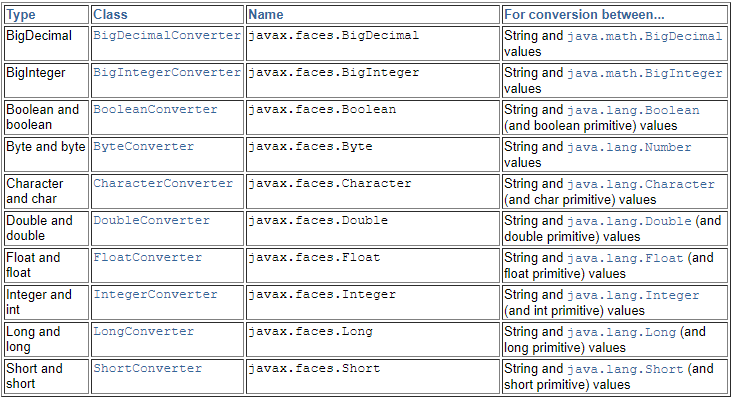 Type Class Name For conversion between...
BigDecimal BigDecimalConverter javax.faces.BigDecimal String and java.math.BigDecimal
values
BigInteger BigIntegerConverter javax.faces.BigInteger String and java.math.BigInteger
values
Boolean and BooleanConverter javax.faces.Boolean String and java.lang.Boolean
boolean (and boolean primitive) values
Byte and byte ByteConverter javax.faces.Byte String and java.lang.Number
values
Character CharacterConverter javax.faces.Character String and java.lang.Character
and char (and char primitive) values
Double and DoubleConverter javax.faces.Double String and java.lang.Double (and
double double primitive) values
Float and FloatConverter javax.faces.Float String and java.lang.Float (and
float float primitive) values
Integer and IntegerConverter javax.faces.Integer String and java.lang.Integer
int (and int primitive) values
Long and LongConverter javax.faces.Long String and java.lang.Long (and
long long primitive) values
Short and ShortConverter javax.faces.Short String and java.lang.Short (and
short short primitive) values